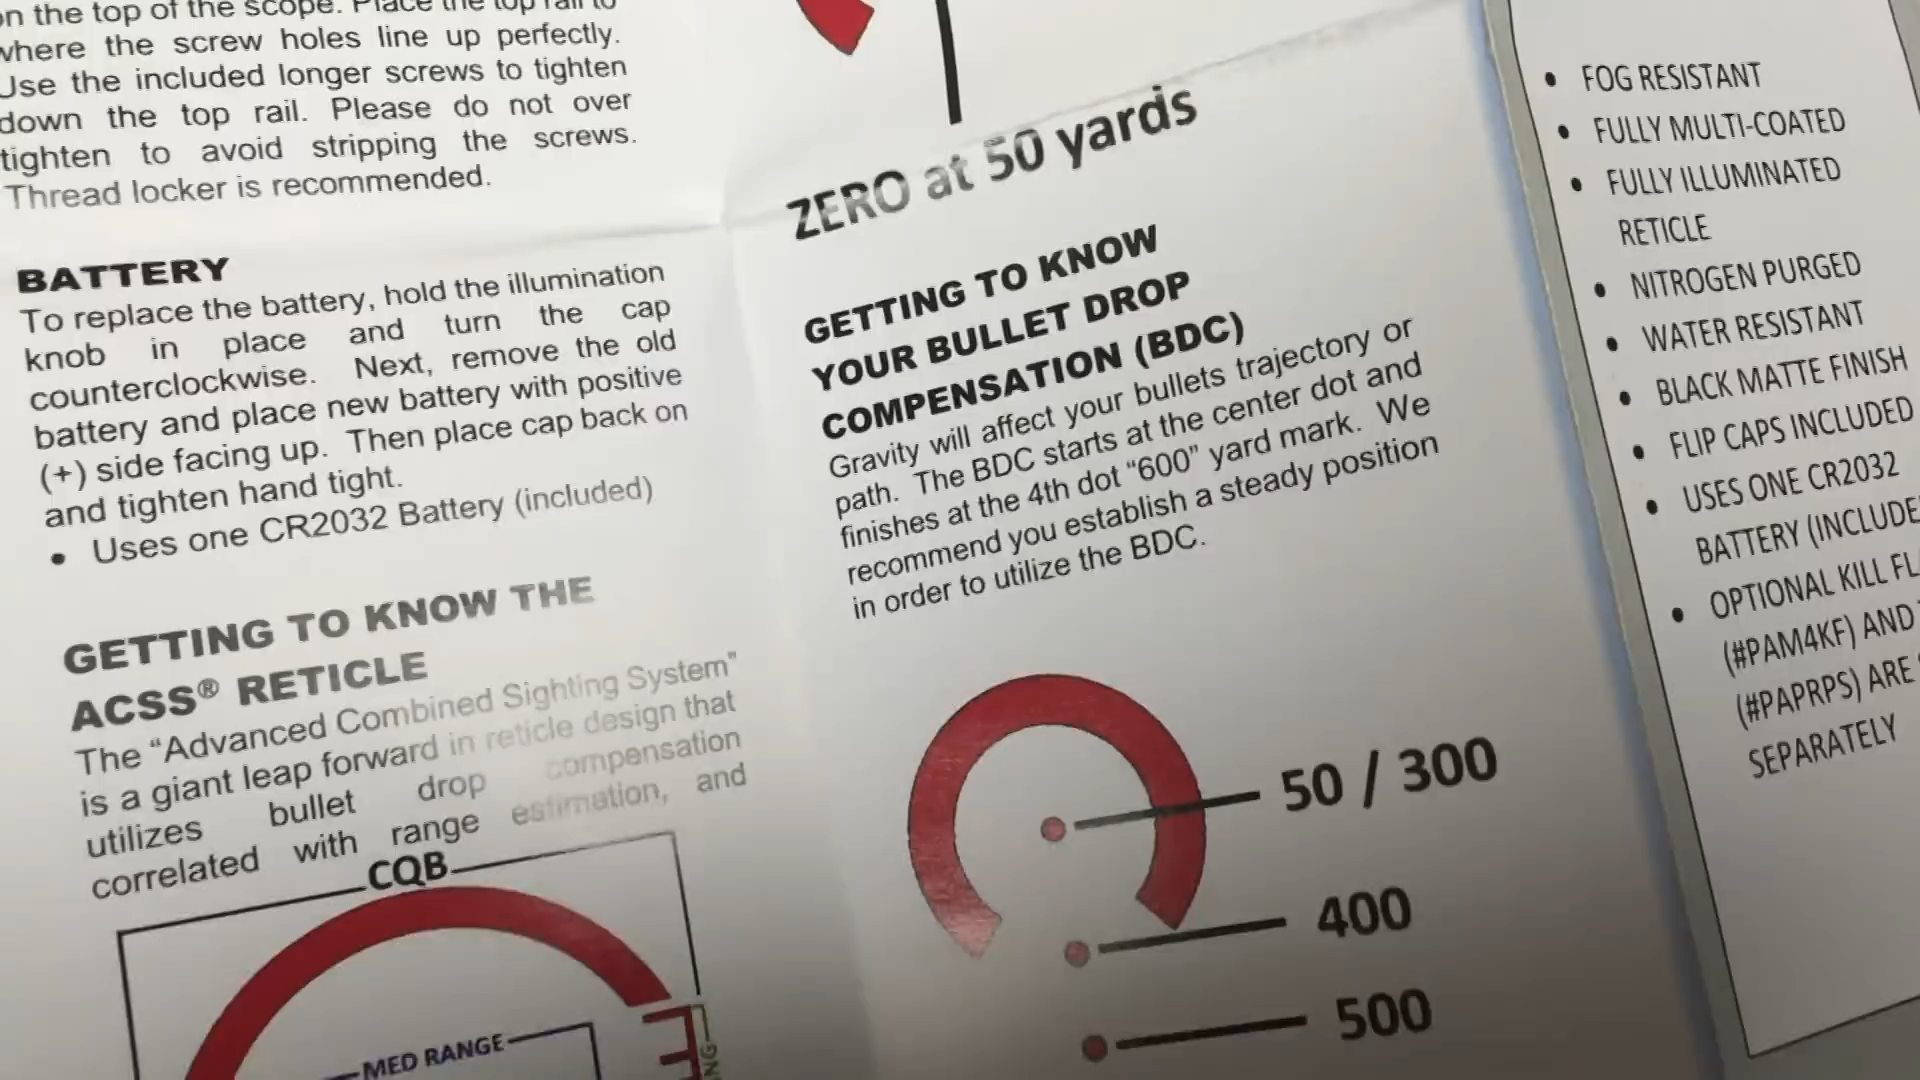 on the top of the scope. Place the top rail to
where the screw holes line up perfectly.
Use the included longer screws to tighten
down the top rail. Please do not over
tighten to avoid stripping the screws.
Thread locker is recommended.
BATTERY
To replace the battery, hold the illumination
knob in place and turn the cap
counterclockwise. Next, remove the old
battery and place new battery with positive
(+) side facing up. Then place cap back on
and tighten hand tight.
• Uses one CR2032 Battery (included)
GETTING TO KNOW THE
ACSS® RETICLE
The “Advanced Combined Sighting System”
is a giant leap forward in reticle design that
utilizes bullet drop compensation
correlated with range estimation, and
CQB
MED RANGE
ZERO at 50 yards
GETTING TO KNOW
YOUR BULLET DROP
COMPENSATION (BDC)
Gravity will affect your bullets trajectory or
path. The BDC starts at the center dot and
finishes at the 4th dot “600” yard mark. We
recommend you establish a steady position
in order to utilize the BDC.
50 / 300
400
500
• FOG RESISTANT
• FULLY MULTI-COATED
• FULLY ILLUMINATED
RETICLE
• NITROGEN PURGED
• WATER RESISTANT
• BLACK MATTE FINISH
• FLIP CAPS INCLUDED
• USES ONE CR2032
BATTERY (INCLUDE
• OPTIONAL KILL FL
(#PAM4KF) AND
(#PAPRPS) ARE
SEPARATELY